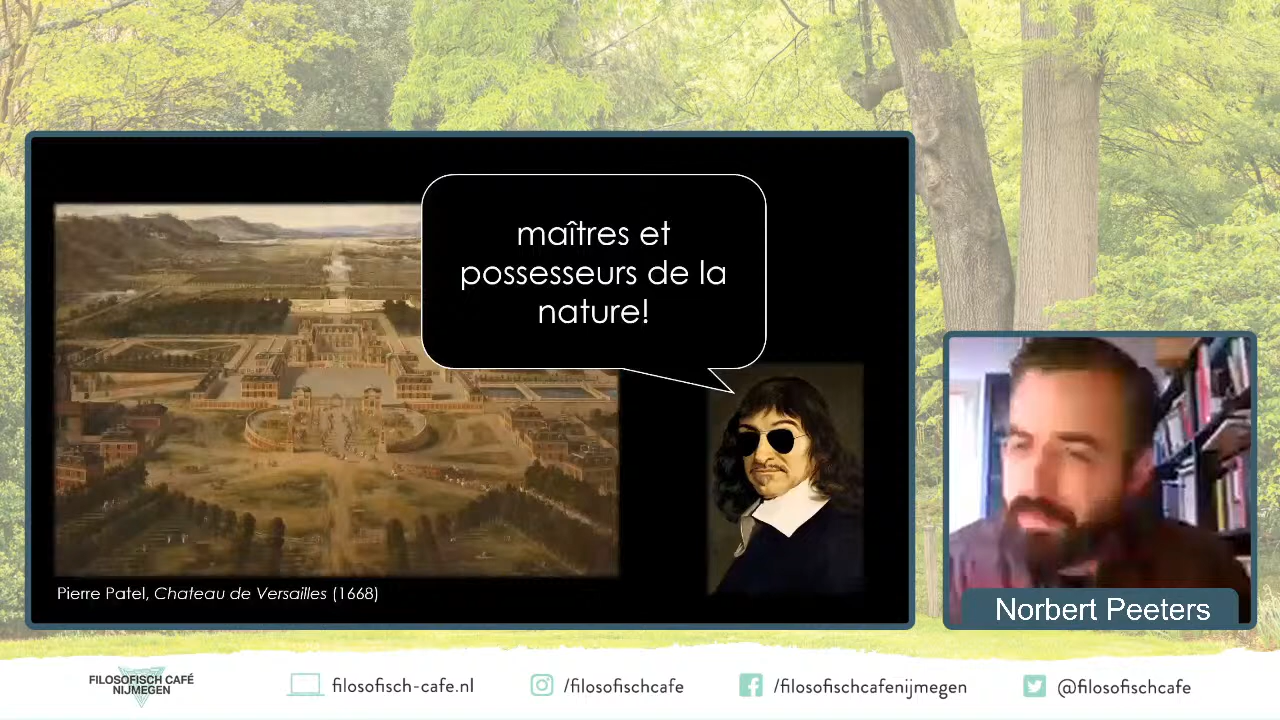 maîtres et
possesseurs de la
nature!
Pierre Patel, Chateau de Versailles (1668)
Norbert Peeters
FILOSOFISCH CAFÉ
NIJMEGEN
filosofisch-cafe.nl
/filosofischcafe
/filosofischcafenijmegen
@filosofischcafe